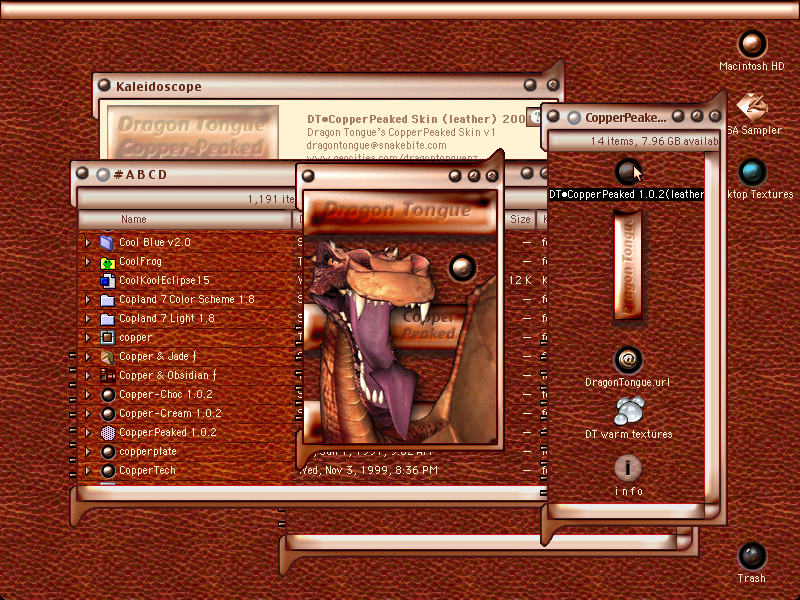 Macintosh HD
SA Sampler
ktop Textures
Trash
Kaleidoscope
Dragon Tongue
Copper-Peaked
DT•CopperPeaked Skin (leather) 200
Dragon Tongue's CopperPeaked Skin v1
dragontongue@snakebite.com
www.geocities.com/dragontonguenz
?
# A B C D
1,191 ite
Name
Size
Cool Blue v2.0
CoolFrog
CoolKoolEclipse15
12 K
Copland 7 Color Scheme 1.8
Copland 7 Light 1.8
copper
Copper & Jade ƒ
Copper & Obsidian ƒ
Copper-Choc 1.0.2
Copper-Cream 1.0.2
CopperPeaked 1.0.2
copperplate
CopperTech
Wed, Nov 3, 1999, 8:36 PM
Dragon Tongue
Copper
Peaked
CopperPeake...
14 items, 7.96 GB availab
DT•CopperPeaked 1.0.2(leather
Dragon Tongue
@
DragonTongue.url
DT warm textures
i
info